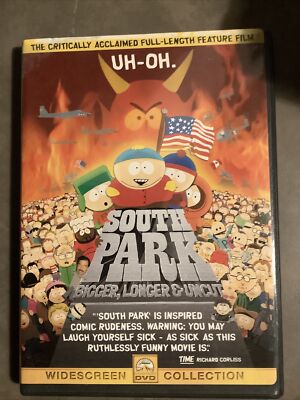 THE CRITICALLY ACCLAIMED FULL-LENGTH FEATURE FILM
UH-OH.
SOUTH
PARK
BIGGER, LONGER & UNCUT
"'SOUTH PARK' IS INSPIRED
COMIC RUDENESS. WARNING: YOU MAY
LAUGH YOURSELF SICK - AS SICK AS THIS
RUTHLESSLY FUNNY MOVIE IS."
TIME RICHARD CORLISS
WIDESCREEN DVD COLLECTION